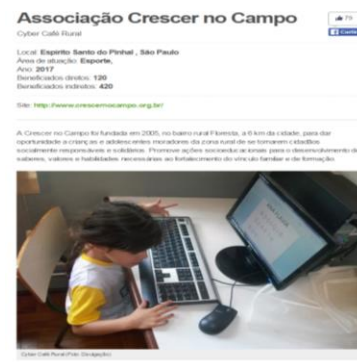 Associação Crescer no Campo
79
Cyber Café Rural
Local: Espírito Santo do Pinhal , São Paulo
Área de atuação: Esporte,
Ano: 2017
Beneficiados diretos: 120
Beneficiados indiretos: 420
Site: http://www.crescernocampo.org.br/
A Crescer no Campo foi fundada em 2005, no bairro rural Floresta, a 6 km da cidade, para dar
oportunidade a crianças e adolescentes moradores da zona rural de se tornarem cidadãos
socialmente responsáveis e solidários. Promove ações socioeducacionais para o desenvolvimento d
saberes, valores e habilidades necessárias ao fortalecimento do vínculo familiar e de formação
Cyber Café Rural (Foto: Divulgação)